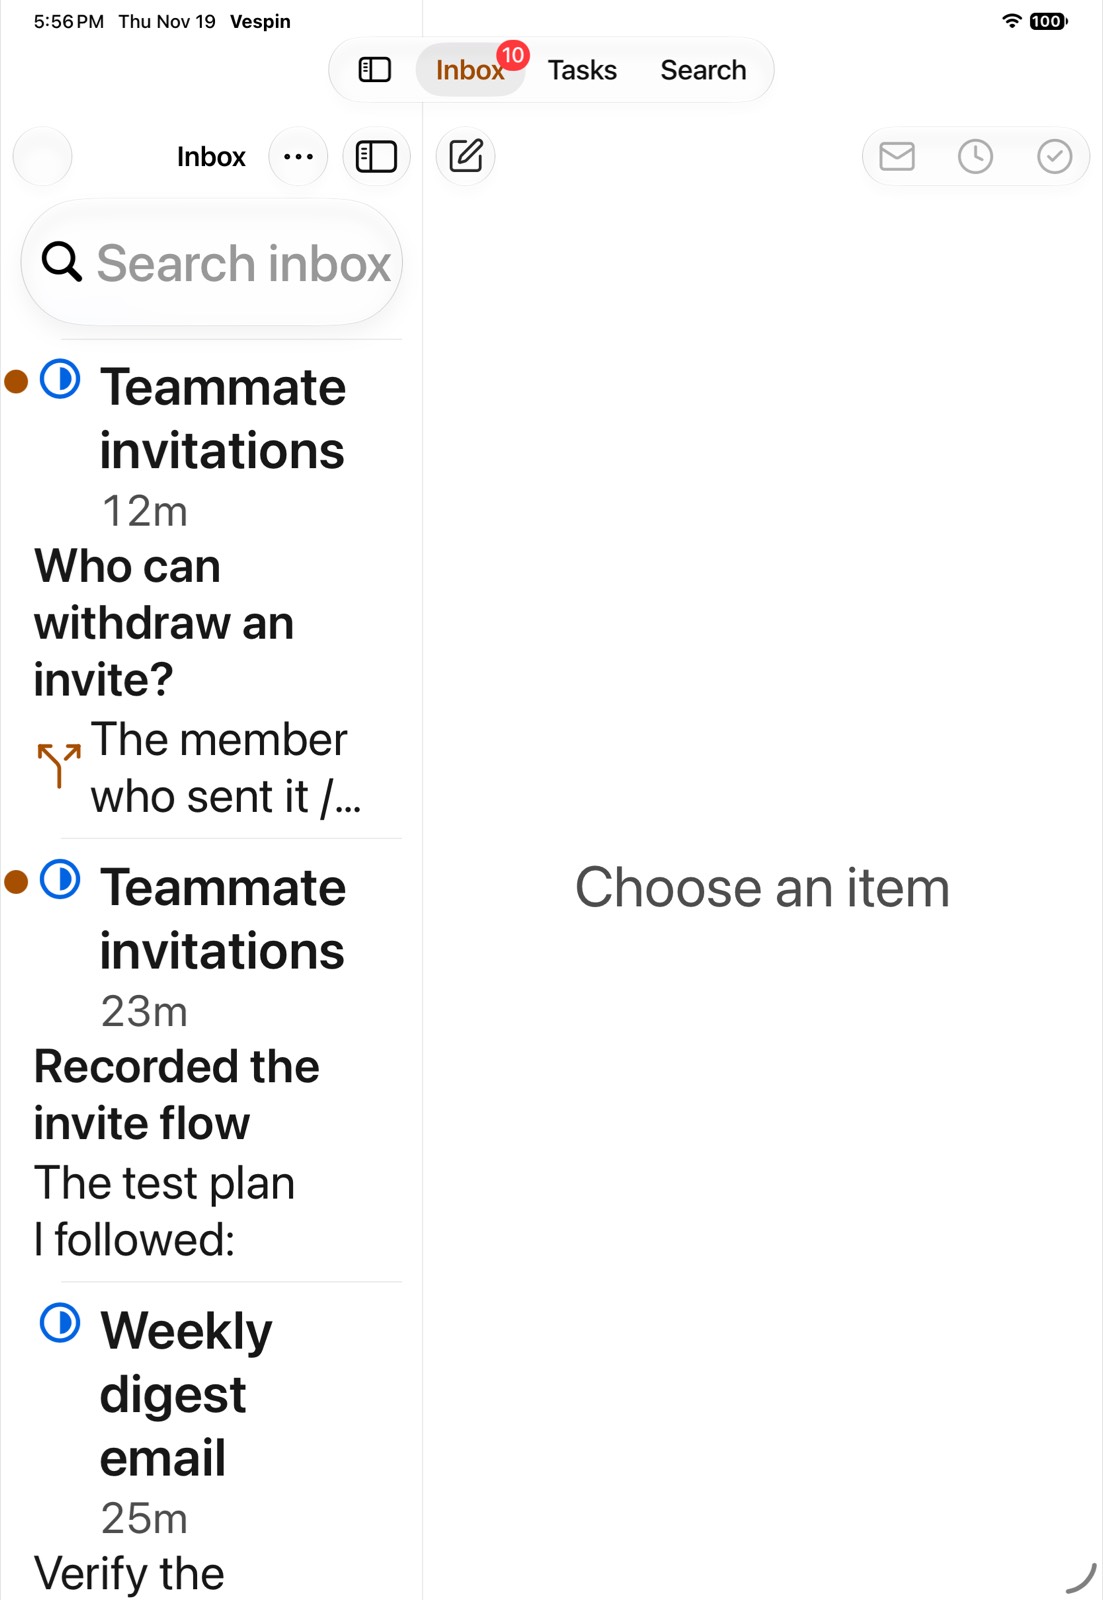 5:56 PM Thu Nov 19 Vespin
100
Inbox 10 Tasks Search
Inbox
Search inbox
Teammate
invitations
12m
Who can
withdraw an
invite?
The member
who sent it /...
Teammate
invitations
23m
Recorded the
invite flow
The test plan
I followed:
Weekly
digest
email
25m
Verify the
Choose an item